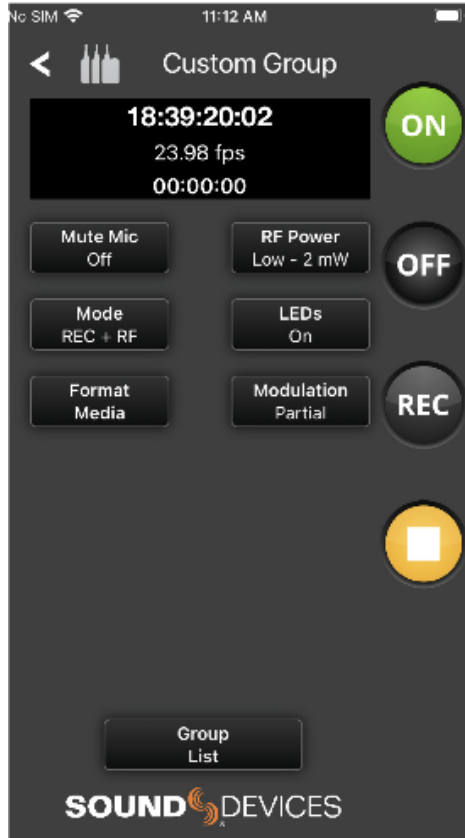 No SIM 11:12 AM
Custom Group
18:39:20:02
23.98 fps
00:00:00
ON
Mute Mic
Off
RF Power
Low - 2 mW
OFF
Mode
REC + RF
LEDs
On
Format
Media
Modulation
Partial
REC
Group
List
SOUND DEVICES